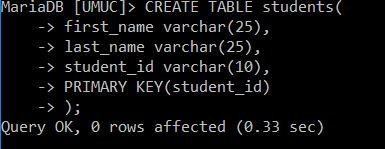 MariaDB [UMUC]> CREATE TABLE students(
    -> first_name varchar(25),
    -> last_name varchar(25),
    -> student_id varchar(10),
    -> PRIMARY KEY(student_id)
    -> );
Query OK, 0 rows affected (0.33 sec)